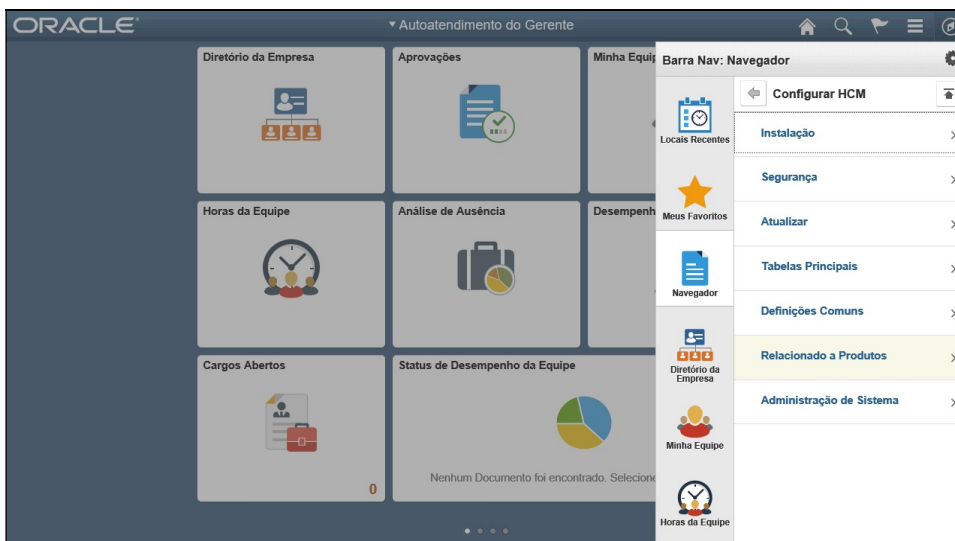 ORACLE
Autoatendimento do Gerente
Diretório da Empresa
Aprovações
Minha Equip
Horas da Equipe
Análise de Ausência
Desempenh
Cargos Abertos
0
Status de Desempenho da Equipe
Nenhum Documento foi encontrado. Selecione
Barra Nav: Navegador
Locais Recentes
Meus Favoritos
Navegador
Diretório da
Empresa
Minha Equipe
Horas da Equipe
Configurar HCM
Instalação
Segurança
Atualizar
Tabelas Principais
Definições Comuns
Relacionado a Produtos
Administração de Sistema